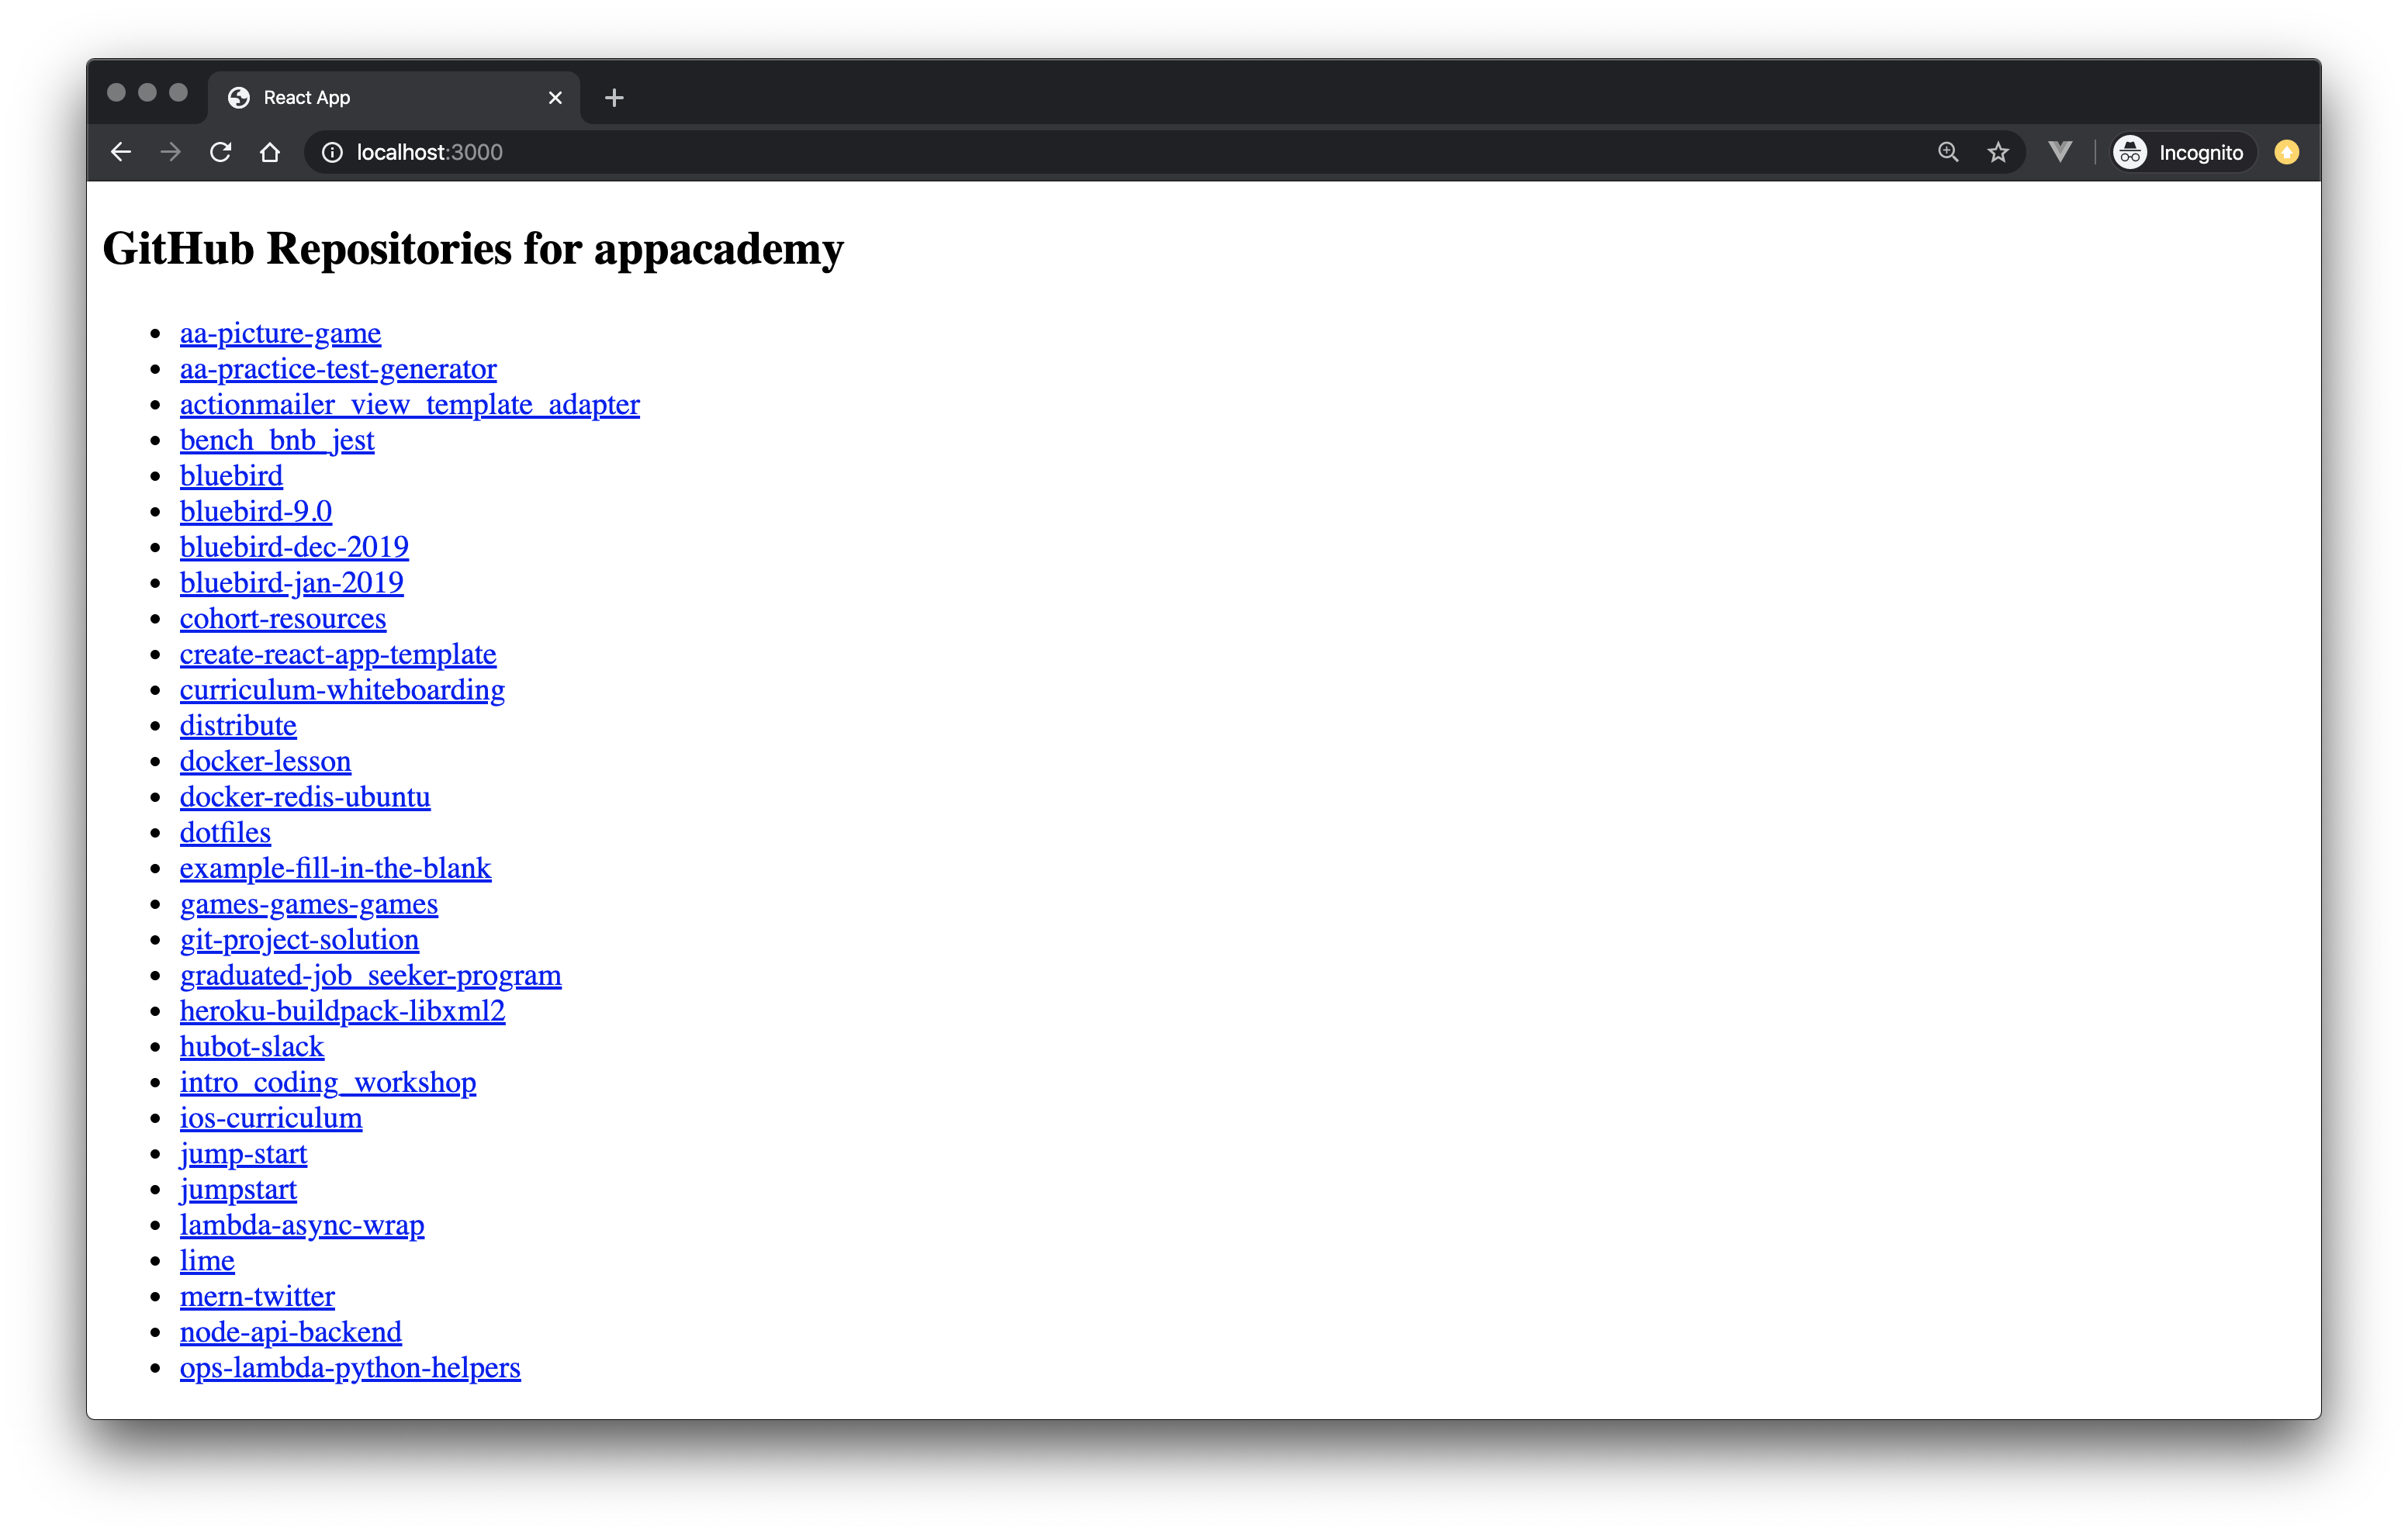 React App
localhost:3000
Incognito
GitHub Repositories for appacademy
aa-picture-game
aa-practice-test-generator
actionmailer_view_template_adapter
bench_bnb_jest
bluebird
bluebird-9.0
bluebird-dec-2019
bluebird-jan-2019
cohort-resources
create-react-app-template
curriculum-whiteboarding
distribute
docker-lesson
docker-redis-ubuntu
dotfiles
example-fill-in-the-blank
games-games-games
git-project-solution
graduated-job_seeker-program
heroku-buildpack-libxml2
hubot-slack
intro_coding_workshop
ios-curriculum
jump-start
jumpstart
lambda-async-wrap
lime
mern-twitter
node-api-backend
ops-lambda-python-helpers